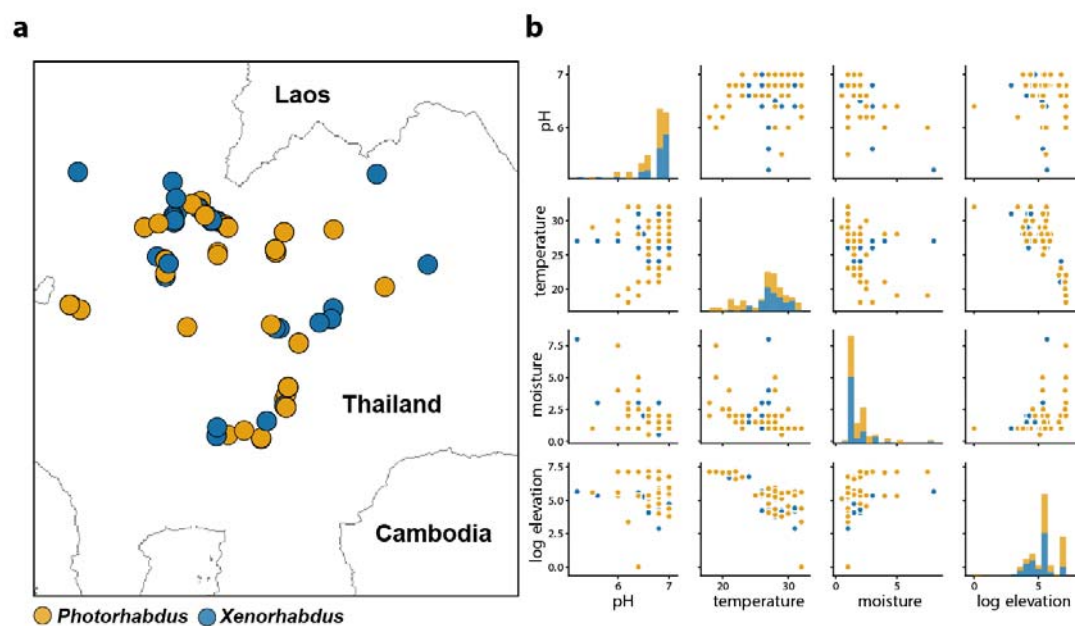 a
Laos
Thailand
Cambodia
Photorhabdus Xenorhabdus
b
pH
7
6
temperature
30
25
20
moisture
7.5
5.0
2.5
0.0
log elevation
7.5
5.0
2.5
0.0
6 7
20 30
0 5
0 5
pH temperature moisture log elevation